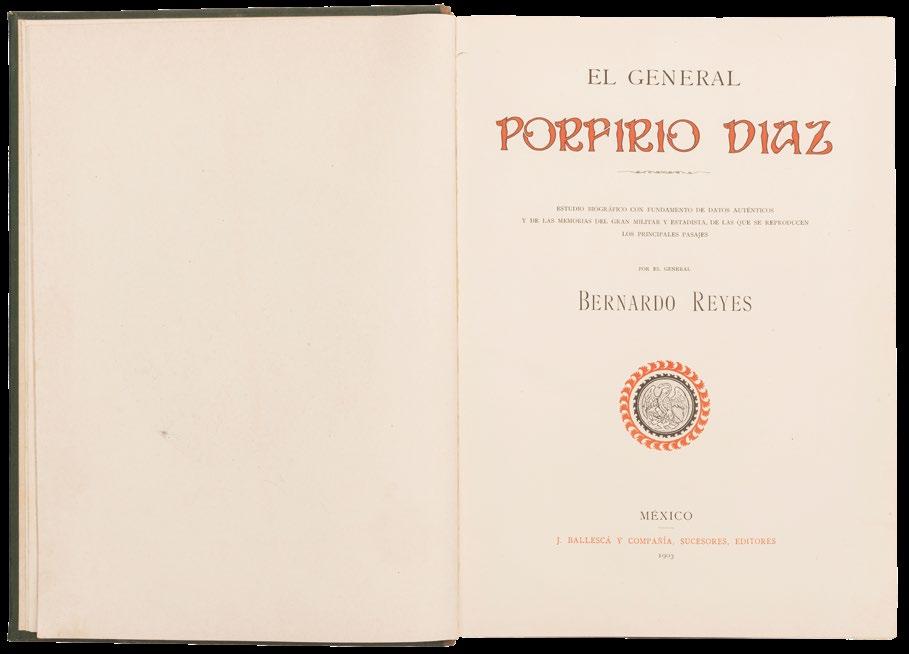 EL GENERAL
PORFIRIO DIAZ
ESTUDIO BIOGRÁFICO CON FUNDAMENTO DE DATOS AUTÉNTICOS
Y DE LAS MEMORIAS DEL GRAN MILITAR Y ESTADISTA, DE LAS QUE SE REPRODUCEN
LOS PRINCIPALES PASAJES
POR EL GENERAL
BERNARDO REYES
MÉXICO
J. BALLESCÁ Y COMPAÑÍA, SUCESORES, EDITORES
1903